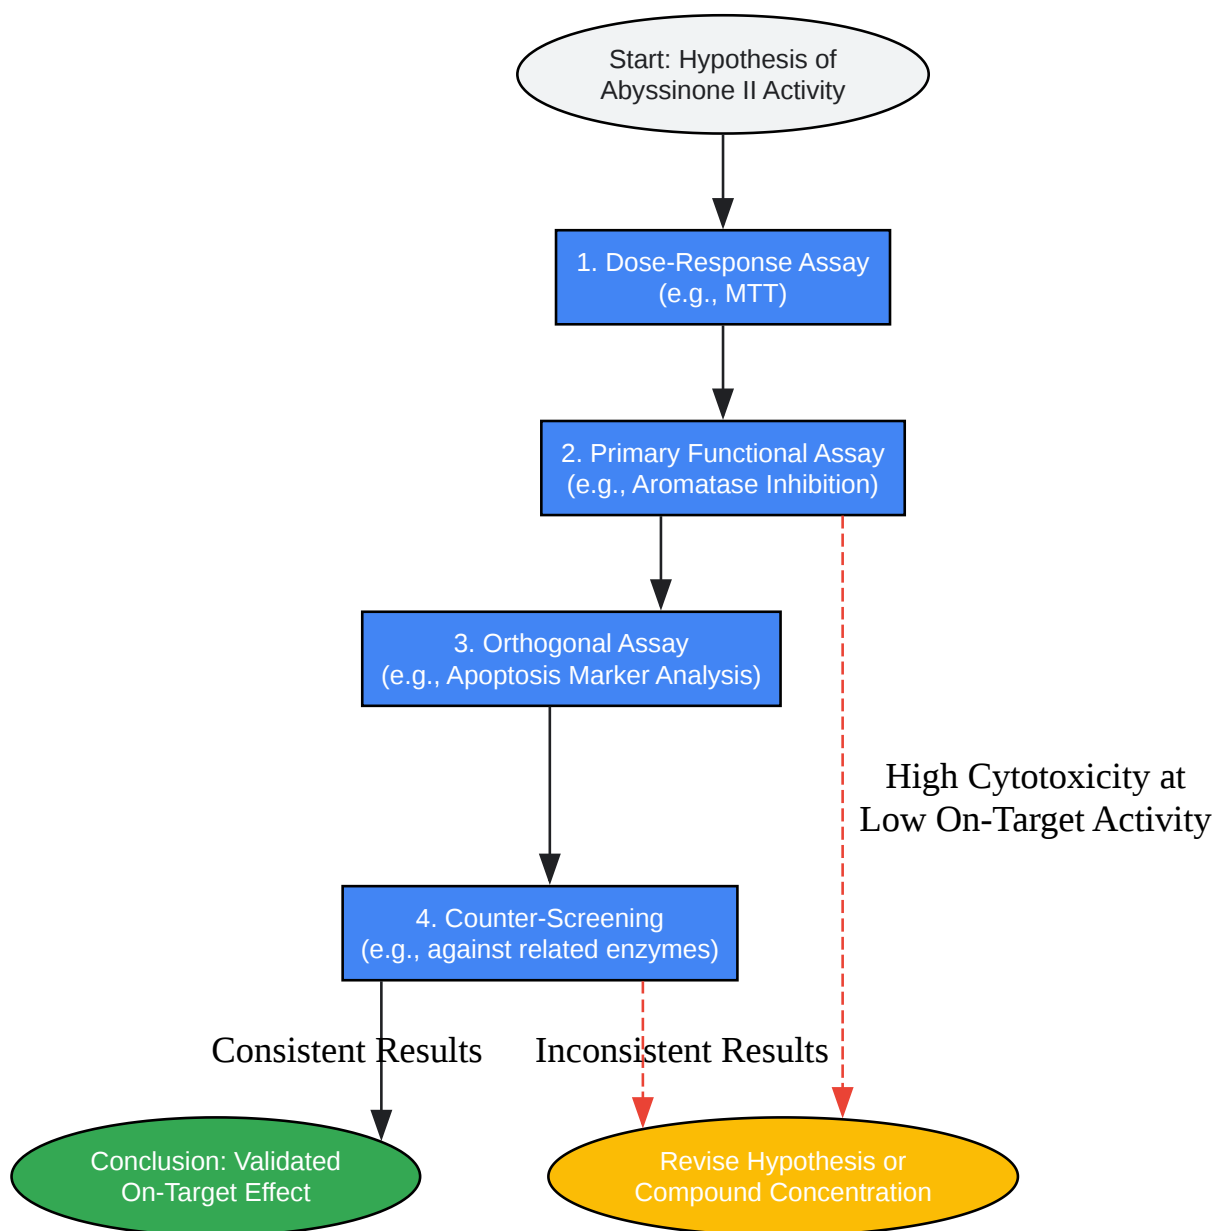 Start: Hypothesis of
Abyssinone II Activity
1. Dose-Response Assay
(e.g., MTT)
2. Primary Functional Assay
(e.g., Aromatase Inhibition)
3. Orthogonal Assay
(e.g., Apoptosis Marker Analysis)
High Cytotoxicity at
Low On-Target Activity
4. Counter-Screening
(e.g., against related enzymes)
Consistent Results
Inconsistent Results
Conclusion: Validated
On-Target Effect
Revise Hypothesis or
Compound Concentration